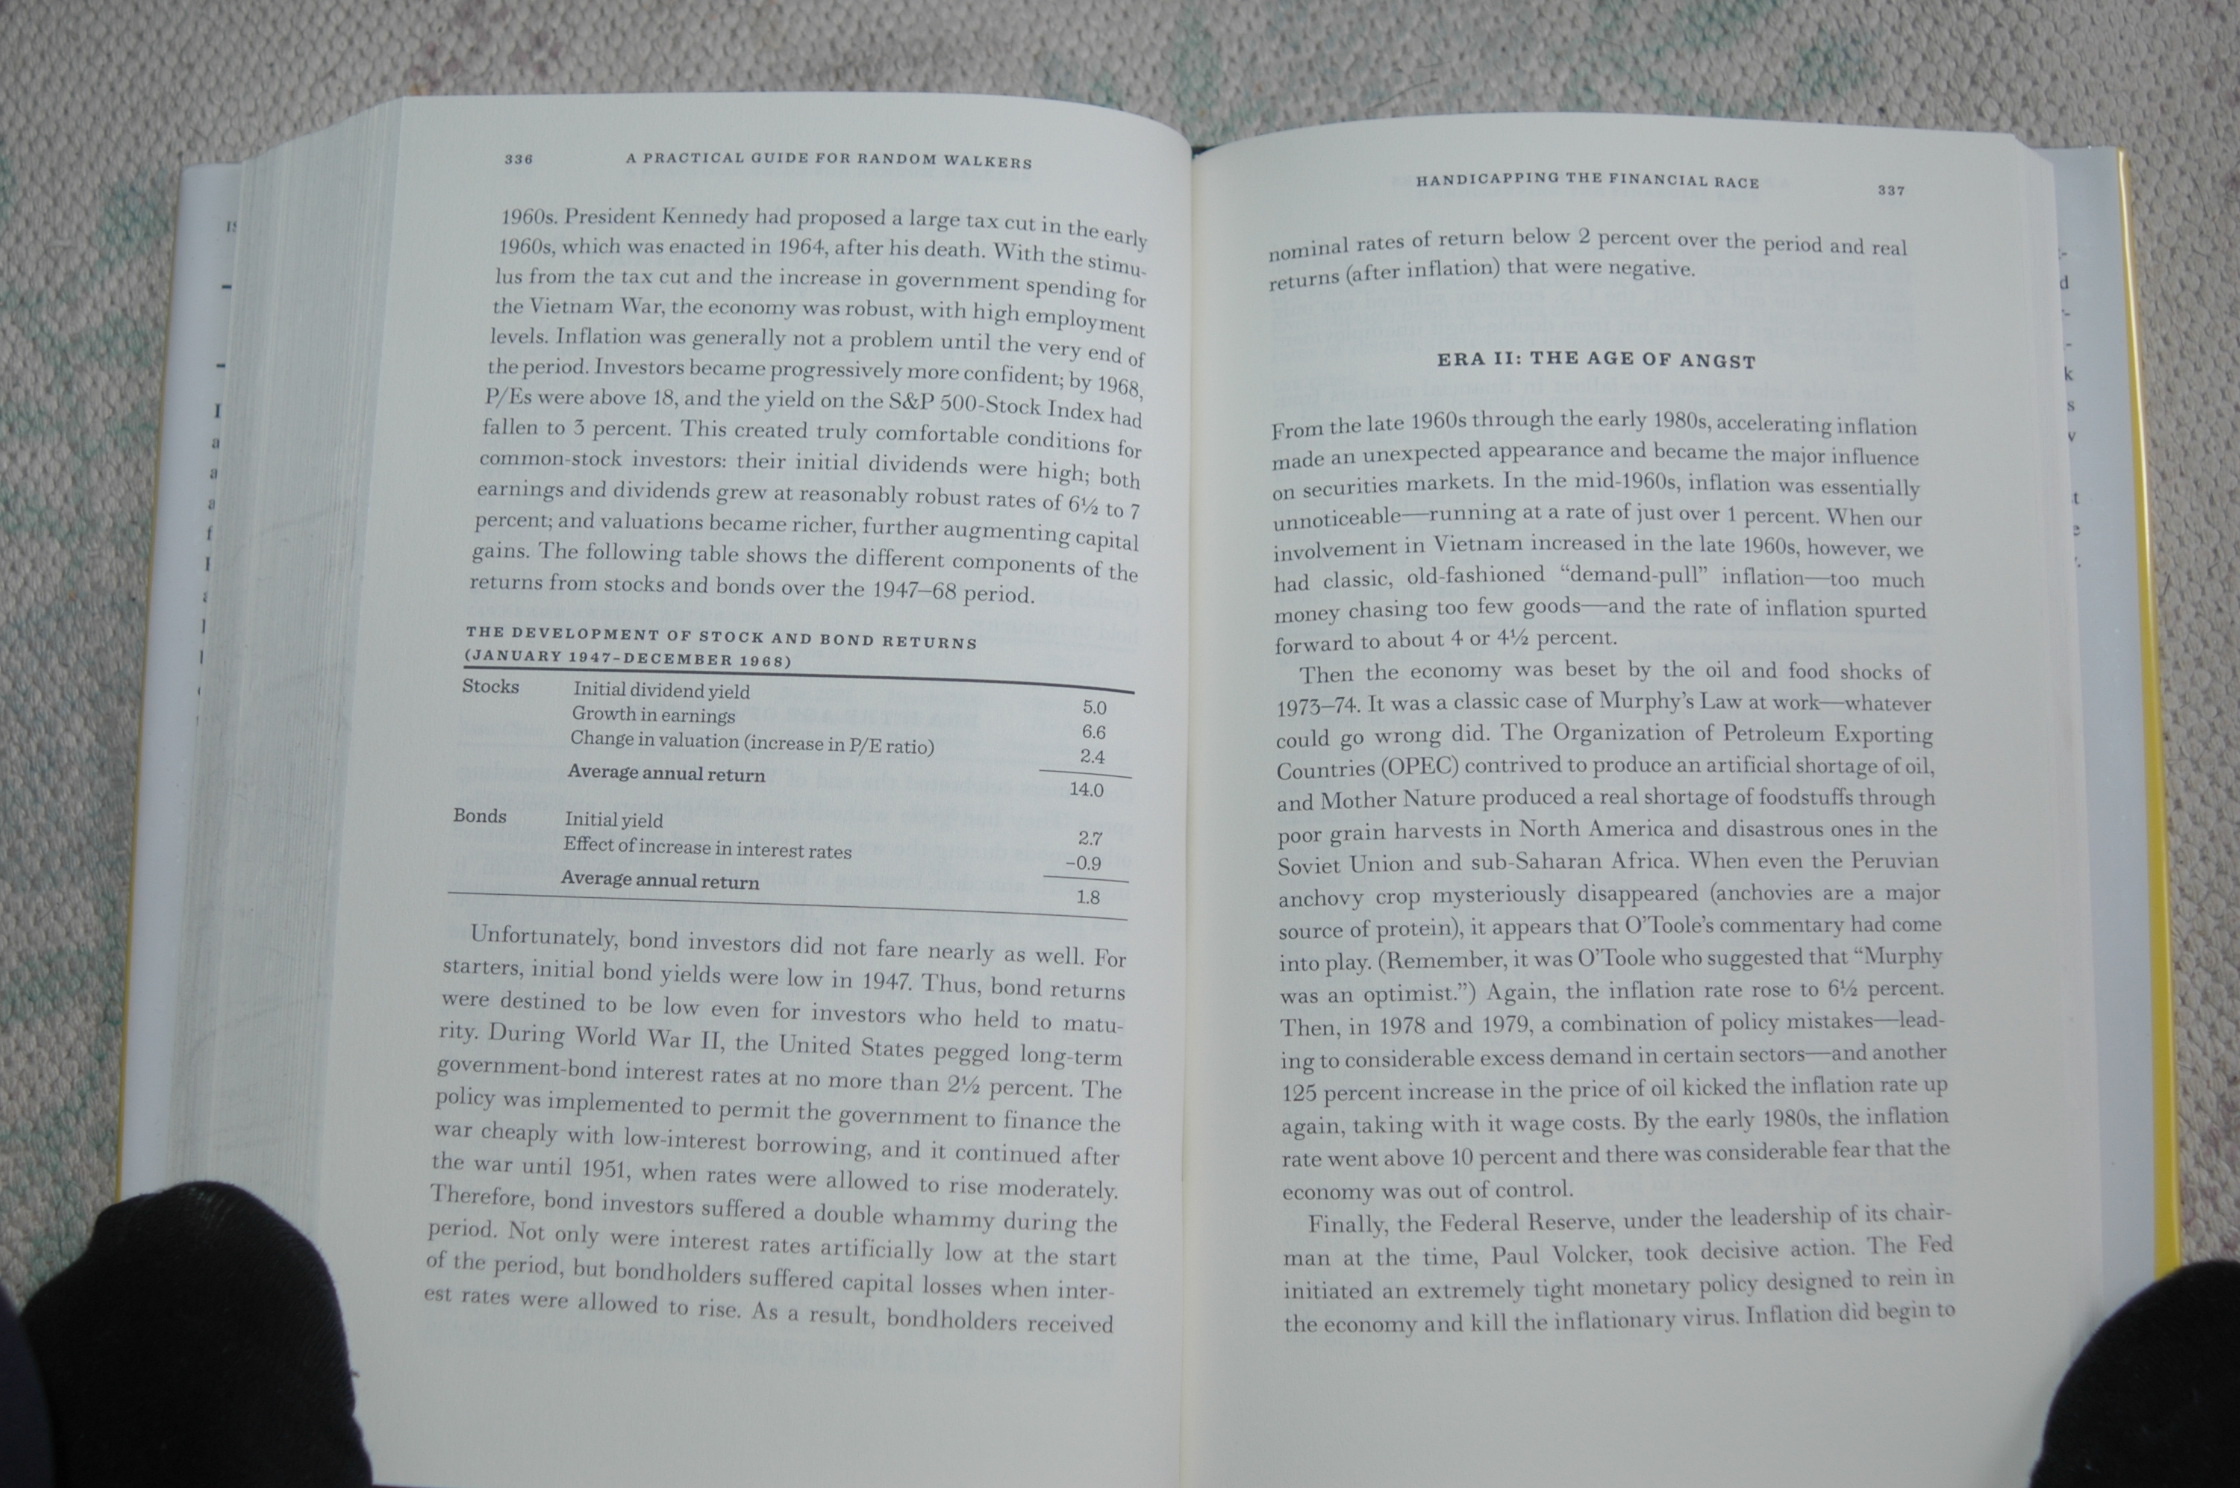 336
A PRACTICAL GUIDE FOR RANDOM WALKERS
1960s. President Kennedy had proposed a large tax cut in the early
1960s, which was enacted in 1964, after his death. With the stimu-
lus from the tax cut and the increase in government spending for
the Vietnam War, the economy was robust, with high employment
levels. Inflation was generally not a problem until the very end of
the period. Investors became progressively more confident; by 1968,
P/Es were above 18, and the yield on the S&P 500-Stock Index had
fallen to 3 percent. This created truly comfortable conditions for
common-stock investors: their initial dividends were high; both
earnings and dividends grew at reasonably robust rates of 6½ to 7
percent; and valuations became richer, further augmenting capital
gains. The following table shows the different components of the
returns from stocks and bonds over the 1947–68 period.
THE DEVELOPMENT OF STOCK AND BOND RETURNS
(JANUARY 1947–DECEMBER 1968)
Stocks Initial dividend yield 5.0
Growth in earnings 6.6
Change in valuation (increase in P/E ratio) 2.4
Average annual return 14.0
Bonds Initial yield 2.7
Effect of increase in interest rates –0.9
Average annual return 1.8
Unfortunately, bond investors did not fare nearly as well. For
starters, initial bond yields were low in 1947. Thus, bond returns
were destined to be low even for investors who held to matu-
rity. During World War II, the United States pegged long-term
government-bond interest rates at no more than 2½ percent. The
policy was implemented to permit the government to finance the
war cheaply with low-interest borrowing, and it continued after
the war until 1951, when rates were allowed to rise moderately.
Therefore, bond investors suffered a double whammy during the
period. Not only were interest rates artificially low at the start
of the period, but bondholders suffered capital losses when inter-
est rates were allowed to rise. As a result, bondholders received
HANDICAPPING THE FINANCIAL RACE
337
nominal rates of return below 2 percent over the period and real
returns (after inflation) that were negative.
ERA II: THE AGE OF ANGST
From the late 1960s through the early 1980s, accelerating inflation
made an unexpected appearance and became the major influence
on securities markets. In the mid-1960s, inflation was essentially
unnoticeable—running at a rate of just over 1 percent. When our
involvement in Vietnam increased in the late 1960s, however, we
had classic, old-fashioned “demand-pull” inflation—too much
money chasing too few goods—and the rate of inflation spurted
forward to about 4 or 4½ percent.
Then the economy was beset by the oil and food shocks of
1973–74. It was a classic case of Murphy’s Law at work—whatever
could go wrong did. The Organization of Petroleum Exporting
Countries (OPEC) contrived to produce an artificial shortage of oil,
and Mother Nature produced a real shortage of foodstuffs through
poor grain harvests in North America and disastrous ones in the
Soviet Union and sub-Saharan Africa. When even the Peruvian
anchovy crop mysteriously disappeared (anchovies are a major
source of protein), it appears that O’Toole’s commentary had come
into play. (Remember, it was O’Toole who suggested that “Murphy
was an optimist.”) Again, the inflation rate rose to 6½ percent.
Then, in 1978 and 1979, a combination of policy mistakes—lead-
ing to considerable excess demand in certain sectors—and another
125 percent increase in the price of oil kicked the inflation rate up
again, taking with it wage costs. By the early 1980s, the inflation
rate went above 10 percent and there was considerable fear that the
economy was out of control.
Finally, the Federal Reserve, under the leadership of its chair-
man at the time, Paul Volcker, took decisive action. The Fed
initiated an extremely tight monetary policy designed to rein in
the economy and kill the inflationary virus. Inflation did begin to